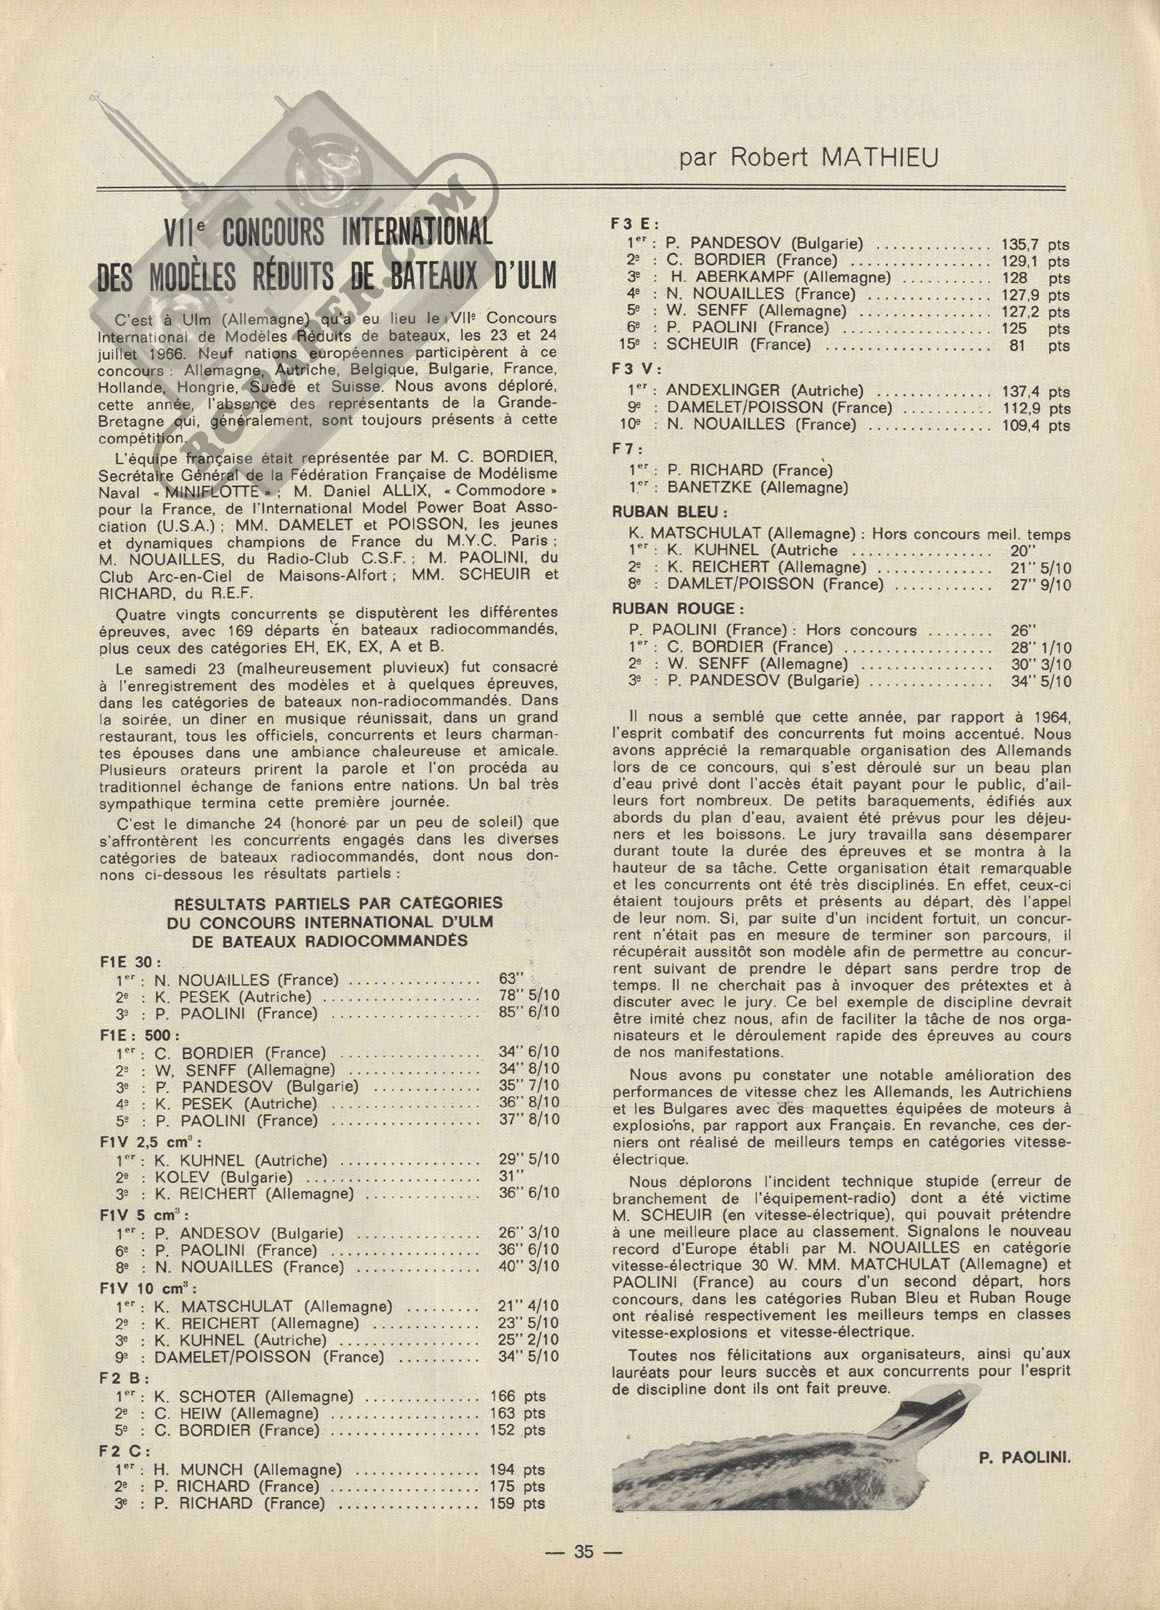 par Robert MATHIEU
VIIe CONCOURS INTERNATIONAL
DES MODÈLES RÉDUITS DE BATEAUX D'ULM
C'est à Ulm (Allemagne) qu'a eu lieu le VIIe Concours
International de Modèles Réduits de bateaux, les 23 et 24
juillet 1966. Neuf nations européennes participèrent à ce
concours : Allemagne, Autriche, Belgique, Bulgarie, France,
Hollande, Hongrie, Suède et Suisse. Nous avons déploré,
cette année, l'absence des représentants de la Grande-
Bretagne qui, généralement, sont toujours présents à cette
compétition.
L'équipe française était représentée par M. C. BORDIER,
Secrétaire Général de la Fédération Française de Modélisme
Naval « MINIFLOTTE » ; M. Daniel ALLIX, « Commodore »
pour la France, de l'International Model Power Boat Asso-
ciation (U.S.A.) ; MM. DAMELET et POISSON, les jeunes
et dynamiques champions de France du M.Y.C. Paris ;
M. NOUAILLES, du Radio-Club C.S.F. ; M. PAOLINI, du
Club Arc-en-Ciel de Maisons-Alfort ; MM. SCHEUIR et
RICHARD, du R.E.F.
Quatre vingts concurrents se disputèrent les différentes
épreuves, avec 169 départs en bateaux radiocommandés,
plus ceux des catégories EH, EK, EX, A et B.
Le samedi 23 (malheureusement pluvieux) fut consacré
à l'enregistrement des modèles et à quelques épreuves,
dans les catégories de bateaux non-radiocommandés. Dans
la soirée, un diner en musique réunissait, dans un grand
restaurant, tous les officiels, concurrents et leurs charman-
tes épouses dans une ambiance chaleureuse et amicale.
Plusieurs orateurs prirent la parole et l'on procéda au
traditionnel échange de fanions entre nations. Un bal très
sympathique termina cette première journée.
C'est le dimanche 24 (honoré par un peu de soleil) que
s'affrontèrent les concurrents engagés dans les diverses
catégories de bateaux radiocommandés, dont nous don-
nons ci-dessous les résultats partiels :
RÉSULTATS PARTIELS PAR CATÉGORIES
DU CONCOURS INTERNATIONAL D'ULM
DE BATEAUX RADIOCOMMANDÉS
F1E 30 :
1er : N. NOUAILLES (France) ................ 63''
2e : K. PESEK (Autriche) ................... 78'' 5/10
3e : P. PAOLINI (France) .................. 85'' 6/10
F1E : 500 :
1er : C. BORDIER (France) ................. 34'' 6/10
2e : W, SENFF (Allemagne) ................ 34'' 8/10
3e : P. PANDESOV (Bulgarie) ............. 35'' 7/10
4e : K. PESEK (Autriche) .................. 36'' 8/10
5e : P. PAOLINI (France) .................. 37'' 8/10
F1V 2,5 cm³ :
1er : K. KUHNEL (Autriche) ................. 29'' 5/10
2e : KOLEV (Bulgarie) ..................... 31''
3e : K. REICHERT (Allemagne) .............. 36'' 6/10
F1V 5 cm³ :
1er : P. ANDESOV (Bulgarie) ............... 26'' 3/10
6e : P. PAOLINI (France) .................. 36'' 6/10
8e : N. NOUAILLES (France) ............... 40'' 3/10
F1V 10 cm³ :
1er : K. MATSCHULAT (Allemagne) ......... 21'' 4/10
2e : K. REICHERT (Allemagne) ............. 23'' 5/10
3e : K. KUHNEL (Autriche) ................. 25'' 2/10
9e : DAMELET/POISSON (France) .......... 34'' 5/10
F2 B :
1er : K. SCHOTER (Allemagne) .............. 166 pts
2e : C. HEIW (Allemagne) .................. 163 pts
5e : C. BORDIER (France) .................. 152 pts
F2 C :
1er : H. MUNCH (Allemagne) ............... 194 pts
2e : P. RICHARD (France) .................. 175 pts
3e : P. RICHARD (France) ................. 159 pts
F3 E :
1er : P. PANDESOV (Bulgarie) .............. 135,7 pts
2e : C. BORDIER (France) .................. 129,1 pts
3e : H. ABERKAMPF (Allemagne) ............ 128 pts
4e : N. NOUAILLES (France) ............... 127,9 pts
5e : W. SENFF (Allemagne) ................ 127,2 pts
6e : P. PAOLINI (France) .................. 125 pts
15e : SCHEUIR (France) .................... 81 pts
F3 V :
1er : ANDEXLINGER (Autriche) .............. 137,4 pts
9e : DAMELET/POISSON (France) ........... 112,9 pts
10e : N. NOUAILLES (France) ............... 109,4 pts
F7 :
1er : P. RICHARD (France)
1er : BANETZKE (Allemagne)
RUBAN BLEU :
K. MATSCHULAT (Allemagne) : Hors concours meil. temps
1er : K. KUHNEL (Autriche ................. 20''
2e : K. REICHERT (Allemagne) .............. 21'' 5/10
8e : DAMLET/POISSON (France) ............ 27'' 9/10
RUBAN ROUGE :
P. PAOLINI (France) : Hors concours ........ 26''
1er : C. BORDIER (France) .................. 28'' 1/10
2e : W. SENFF (Allemagne) ................ 30'' 3/10
3e : P. PANDESOV (Bulgarie) ............... 34'' 5/10
Il nous a semblé que cette année, par rapport à 1964,
l'esprit combatif des concurrents fut moins accentué. Nous
avons apprécié la remarquable organisation des Allemands
lors de ce concours, qui s'est déroulé sur un beau plan
d'eau privé dont l'accès était payant pour le public, d'ail-
leurs fort nombreux. De petits baraquements, édifiés aux
abords du plan d'eau, avaient été prévus pour les déjeu-
ners et les boissons. Le jury travailla sans désemparer
durant toute la durée des épreuves et se montra à la
hauteur de sa tâche. Cette organisation était remarquable
et les concurrents ont été très disciplinés. En effet, ceux-ci
étaient toujours prêts et présents au départ, dès l'appel
de leur nom. Si, par suite d'un incident fortuit, un concur-
rent n'était pas en mesure de terminer son parcours, il
récupérait aussitôt son modèle afin de permettre au concur-
rent suivant de prendre le départ sans perdre trop de
temps. Il ne cherchait pas à invoquer des prétextes et à
discuter avec le jury. Ce bel exemple de discipline devrait
être imité chez nous, afin de faciliter la tâche de nos orga-
nisateurs et le déroulement rapide des épreuves au cours
de nos manifestations.
Nous avons pu constater une notable amélioration des
performances de vitesse chez les Allemands, les Autrichiens
et les Bulgares avec des maquettes équipées de moteurs à
explosions, par rapport aux Français. En revanche, ces der-
niers ont réalisé de meilleurs temps en catégories vitesse-
électrique.
Nous déplorons l'incident technique stupide (erreur de
branchement de l'équipement-radio) dont a été victime
M. SCHEUIR (en vitesse-électrique), qui pouvait prétendre
à une meilleure place au classement. Signalons le nouveau
record d'Europe établi par M. NOUAILLES en catégorie
vitesse-électrique 30 W. MM. MATCHULAT (Allemagne) et
PAOLINI (France) au cours d'un second départ, hors
concours, dans les catégories Ruban Bleu et Ruban Rouge
ont réalisé respectivement les meilleurs temps en classes
vitesse-explosions et vitesse-électrique.
Toutes nos félicitations aux organisateurs, ainsi qu'aux
lauréats pour leurs succès et aux concurrents pour l'esprit
de discipline dont ils ont fait preuve.
P. PAOLINI.
— 35 —
RC-PAPER.COM